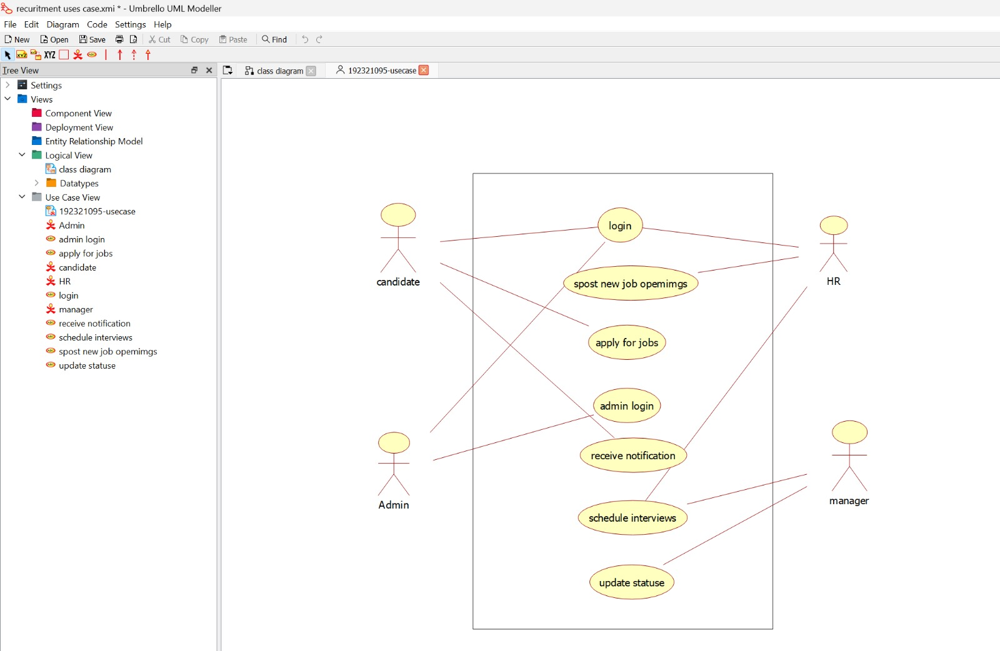 recuritment uses case.xmi * - Umbrello UML Modeller
File Edit Diagram Code Settings Help
New Open Save Cut Copy Paste Find
XYZ XYZ
Tree View
class diagram
192321095-usecase
Settings
Views
Component View
Deployment View
Entity Relationship Model
Logical View
class diagram
Datatypes
Use Case View
192321095-usecase
Admin
admin login
apply for jobs
candidate
HR
login
manager
receive notification
schedule interviews
spost new job opemimgs
update statuse
login
candidate
HR
spost new job opemimgs
apply for jobs
admin login
receive notification
Admin
manager
schedule interviews
update statuse